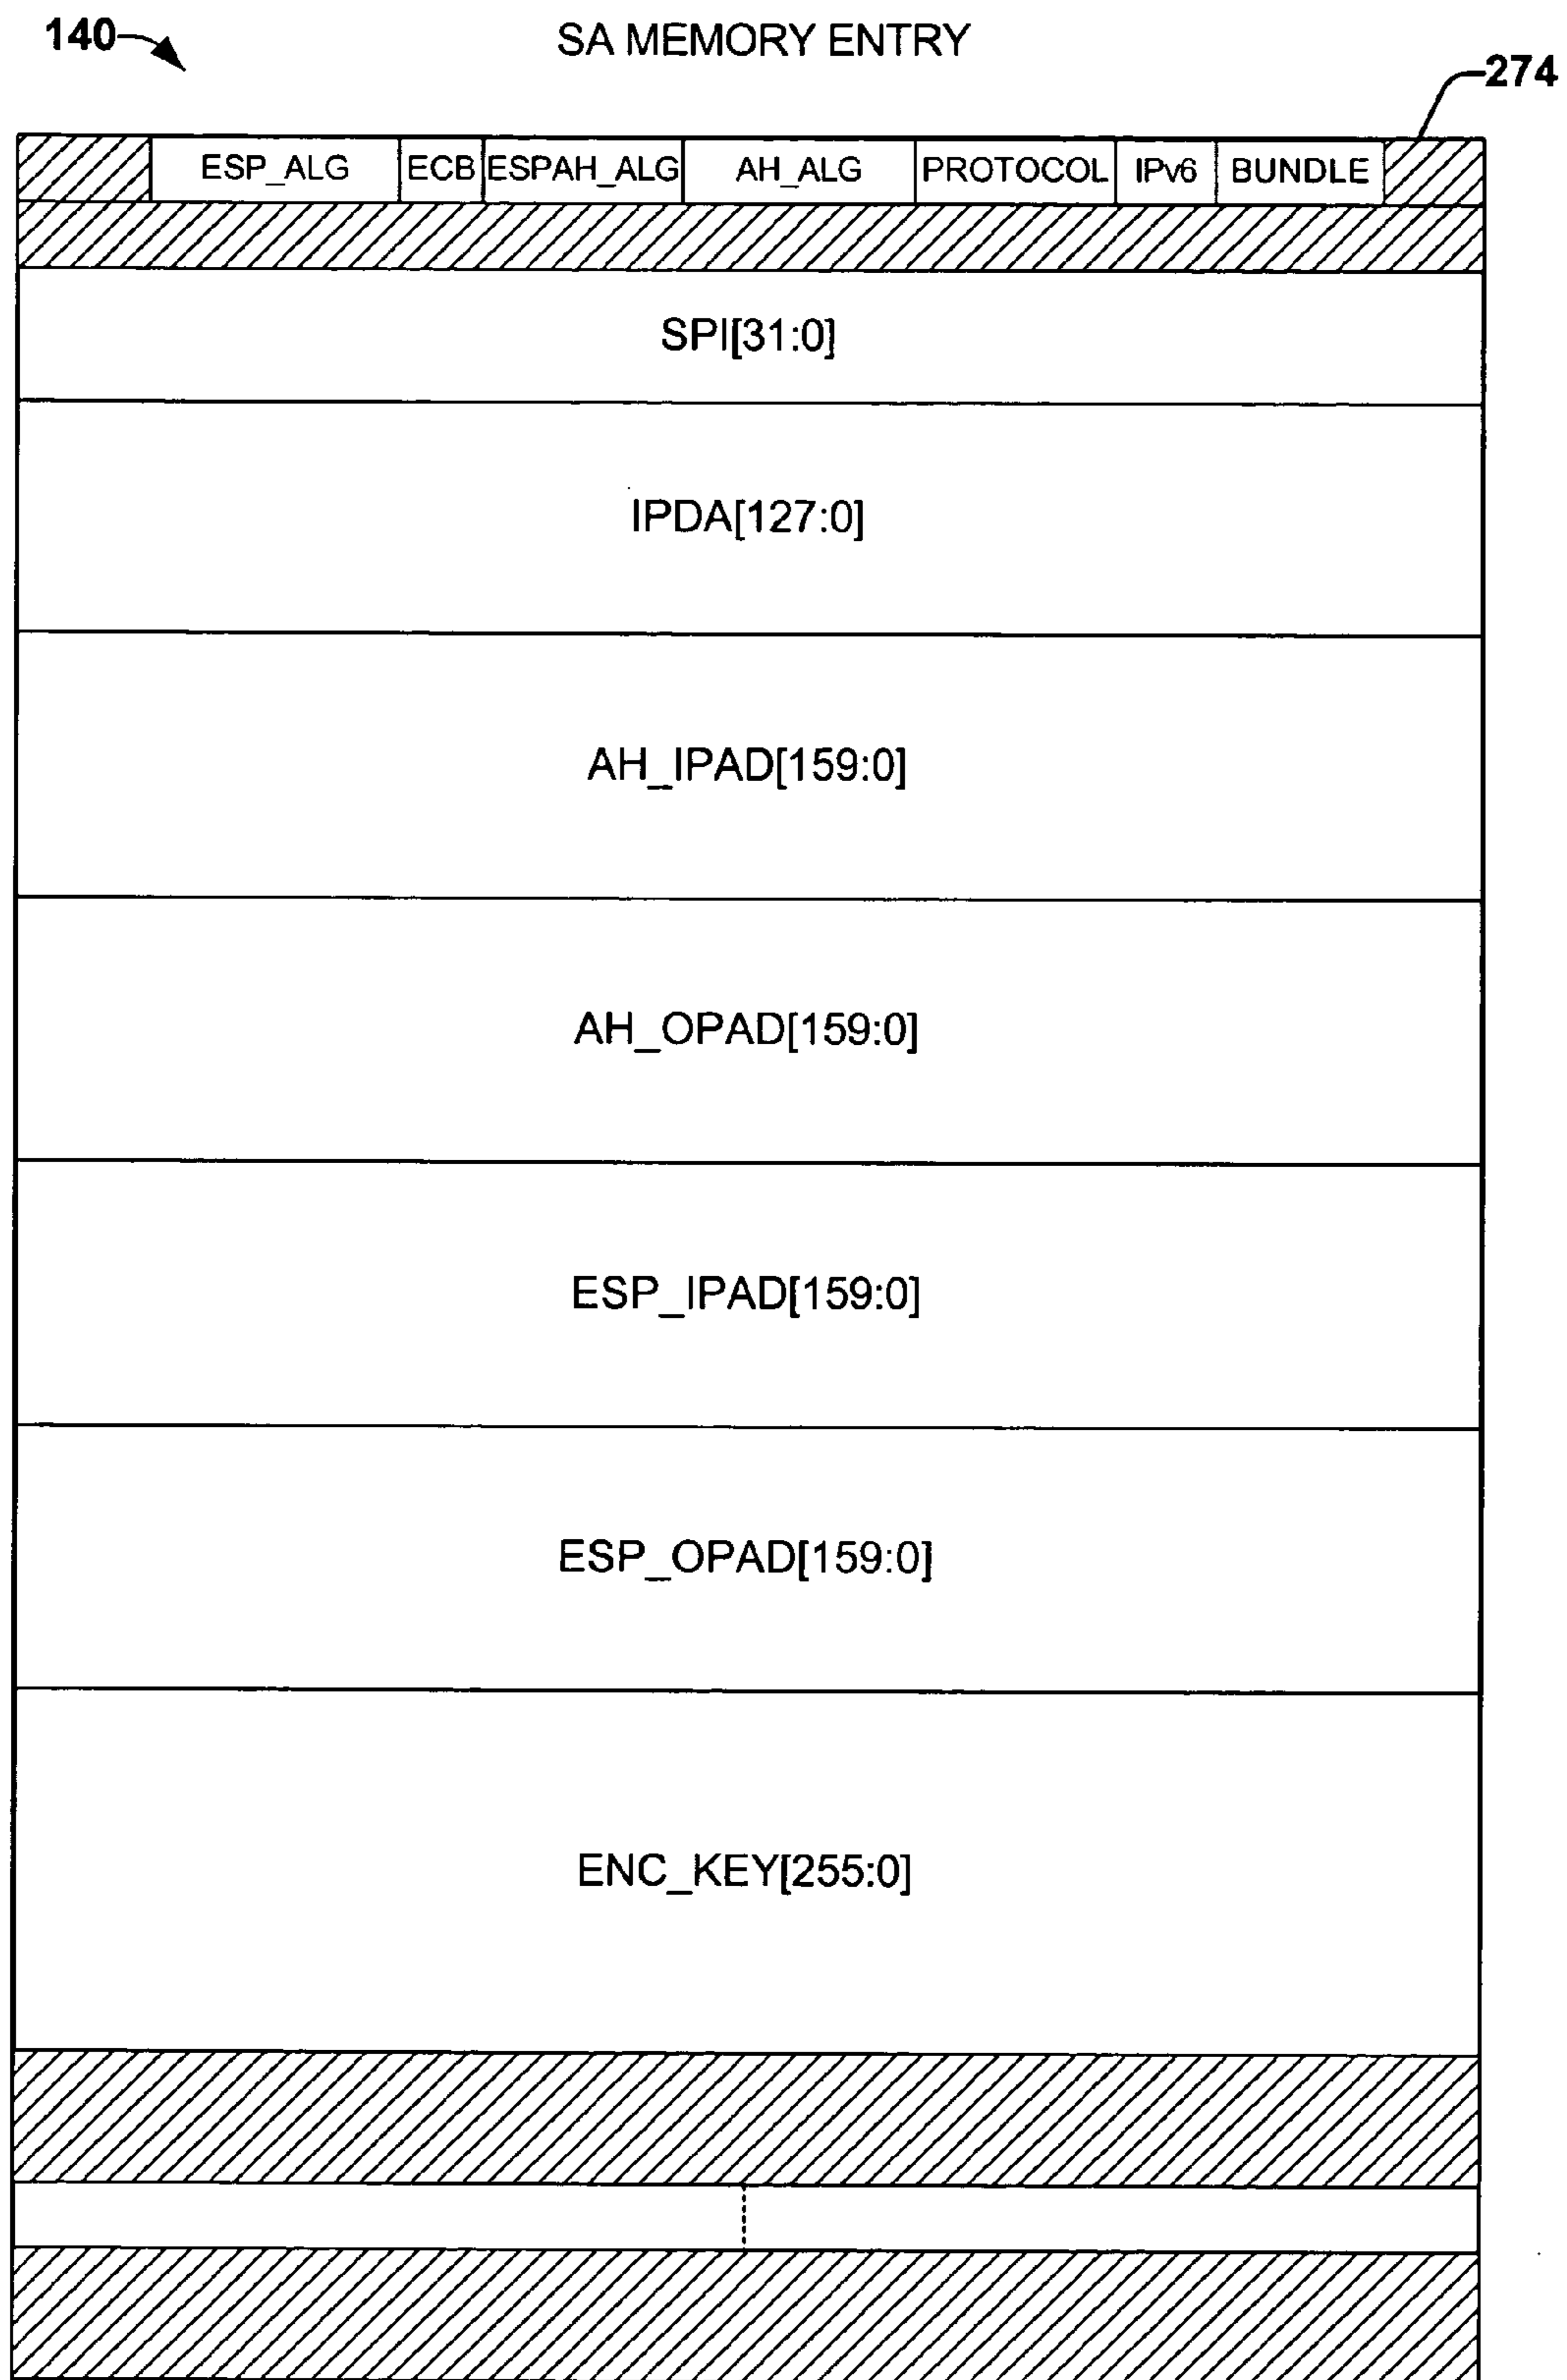 140
SA MEMORY ENTRY
274
ESP_ALG ECB ESPAH_ALG AH_ALG PROTOCOL IPv6 BUNDLE
SPI[31:0]
IPDA[127:0]
AH_IPAD[159:0]
AH_OPAD[159:0]
ESP_IPAD[159:0]
ESP_OPAD[159:0]
ENC_KEY[255:0]